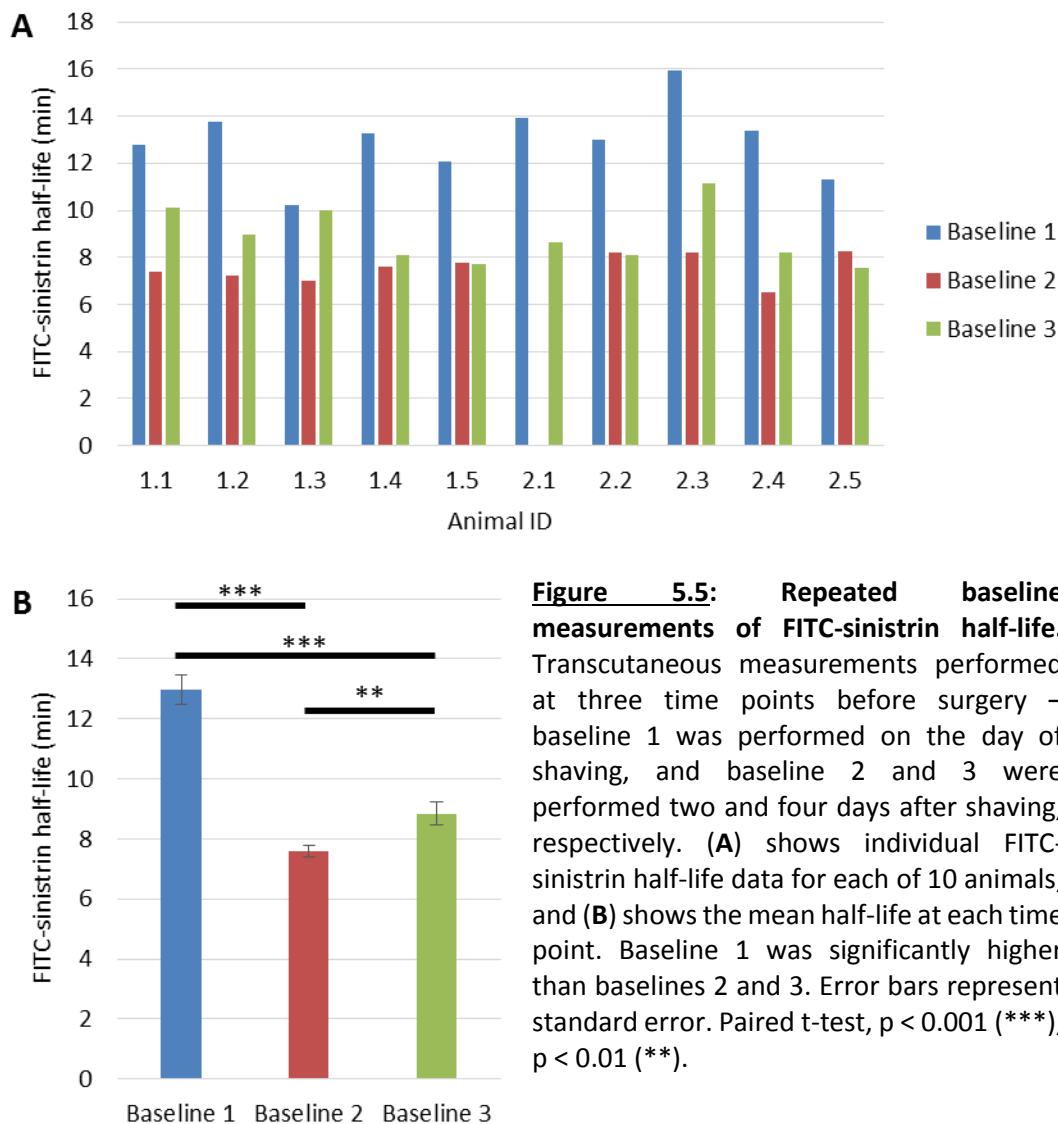 A
18
16
14
12
10
8
6
4
2
0
FITC-sinistrin half-life (min)
1.1 1.2 1.3 1.4 1.5 2.1 2.2 2.3 2.4 2.5
Animal ID
Baseline 1
Baseline 2
Baseline 3
B
16
14
12
10
8
6
4
2
0
FITC-sinistrin half-life (min)
***
***
**
Baseline 1 Baseline 2 Baseline 3
Figure 5.5: Repeated baseline
measurements of FITC-sinistrin half-life.
Transcutaneous measurements performed
at three time points before surgery –
baseline 1 was performed on the day of
shaving, and baseline 2 and 3 were
performed two and four days after shaving,
respectively. (A) shows individual FITC-
sinistrin half-life data for each of 10 animals,
and (B) shows the mean half-life at each time
point. Baseline 1 was significantly higher
than baselines 2 and 3. Error bars represent
standard error. Paired t-test, p < 0.001 (***),
p < 0.01 (**).